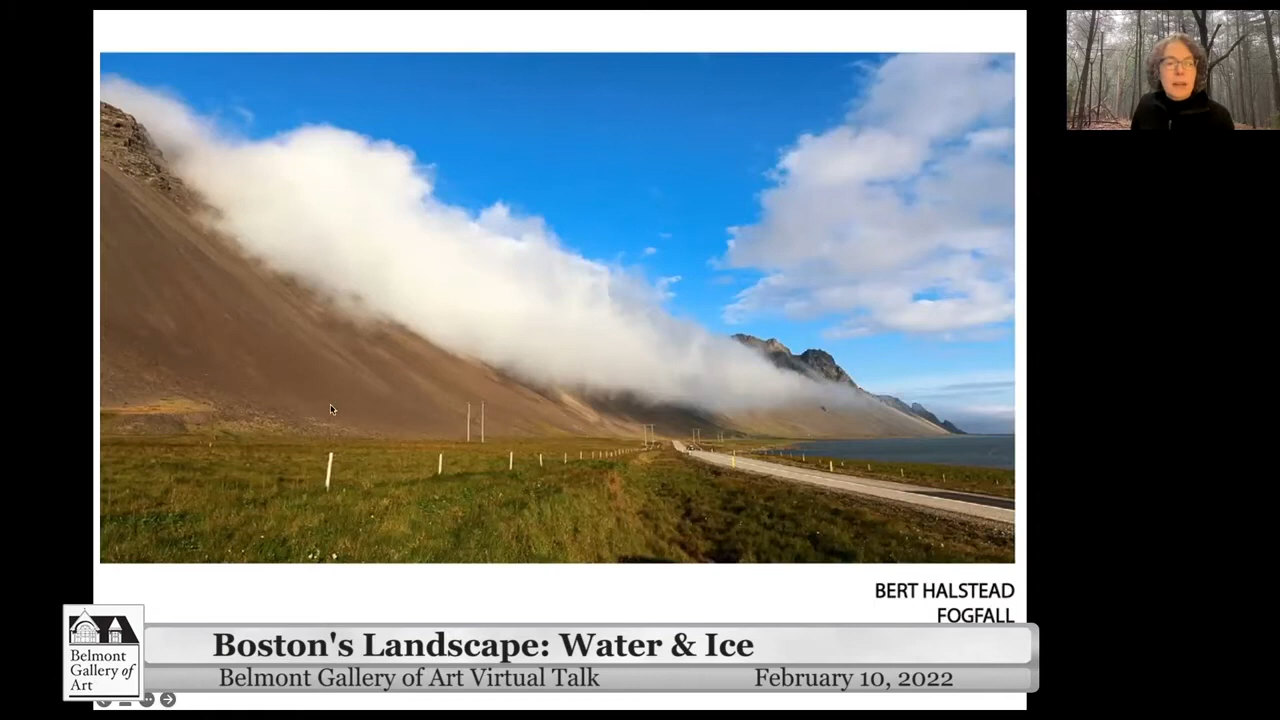 BERT HALSTEAD
FOGFALL
Boston's Landscape: Water & Ice
Belmont Gallery of Art Virtual Talk February 10, 2022
Belmont
Gallery of
Art